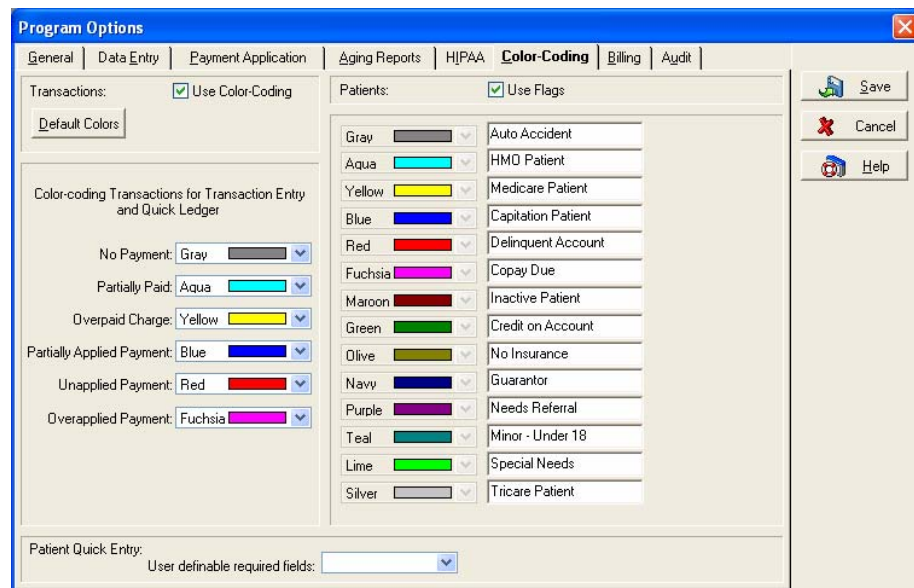 Program Options
General
Data Entry
Payment Application
Aging Reports
HIPAA
Color-Coding
Billing
Audit
Transactions:
Use Color-Coding
Default Colors
Patients:
Use Flags
Save
Cancel
Help
Color-coding Transactions for Transaction Entry
and Quick Ledger
No Payment: Gray
Partially Paid: Aqua
Overpaid Charge: Yellow
Partially Applied Payment: Blue
Unapplied Payment: Red
Overapplied Payment: Fuchsia
Gray Auto Accident
Aqua HMO Patient
Yellow Medicare Patient
Blue Capitation Patient
Red Delinquent Account
Fuchsia Copay Due
Maroon Inactive Patient
Green Credit on Account
Olive No Insurance
Navy Guarantor
Purple Needs Referral
Teal Minor - Under 18
Lime Special Needs
Silver Tricare Patient
Patient Quick Entry:
User definable required fields: